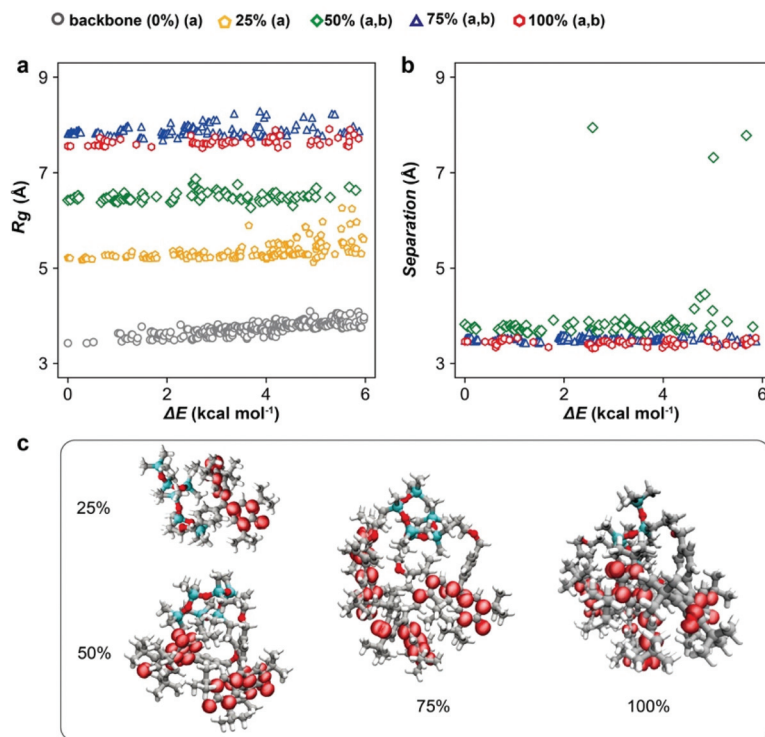 backbone (0%) (a) 25% (a) 50% (a,b) 75% (a,b) 100% (a,b)
a
9
7
5
3
Rg (Å)
0 2 4 6
ΔE (kcal mol⁻¹)
b
9
7
5
3
Separation (Å)
0 2 4 6
ΔE (kcal mol⁻¹)
c
25%
50%
75%
100%